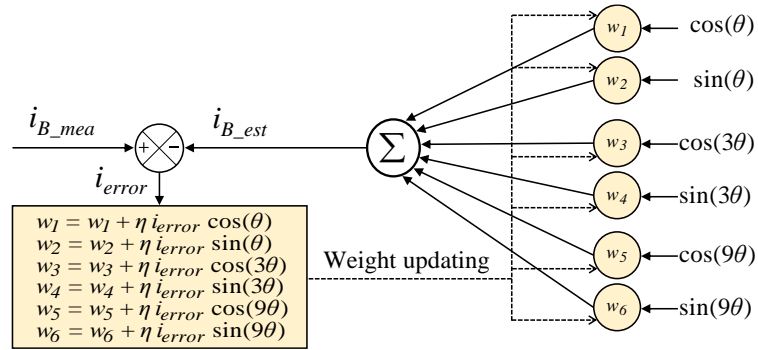 w1 cos(θ)
w2 sin(θ)
i_B_mea + − i_B_est Σ w3 cos(3θ)
i_error
w4 sin(3θ)
w1 = w1 + η i_error cos(θ)
w2 = w2 + η i_error sin(θ)
w3 = w3 + η i_error cos(3θ)
w4 = w4 + η i_error sin(3θ)
w5 = w5 + η i_error cos(9θ)
w6 = w6 + η i_error sin(9θ)
Weight updating
w5 cos(9θ)
w6 sin(9θ)